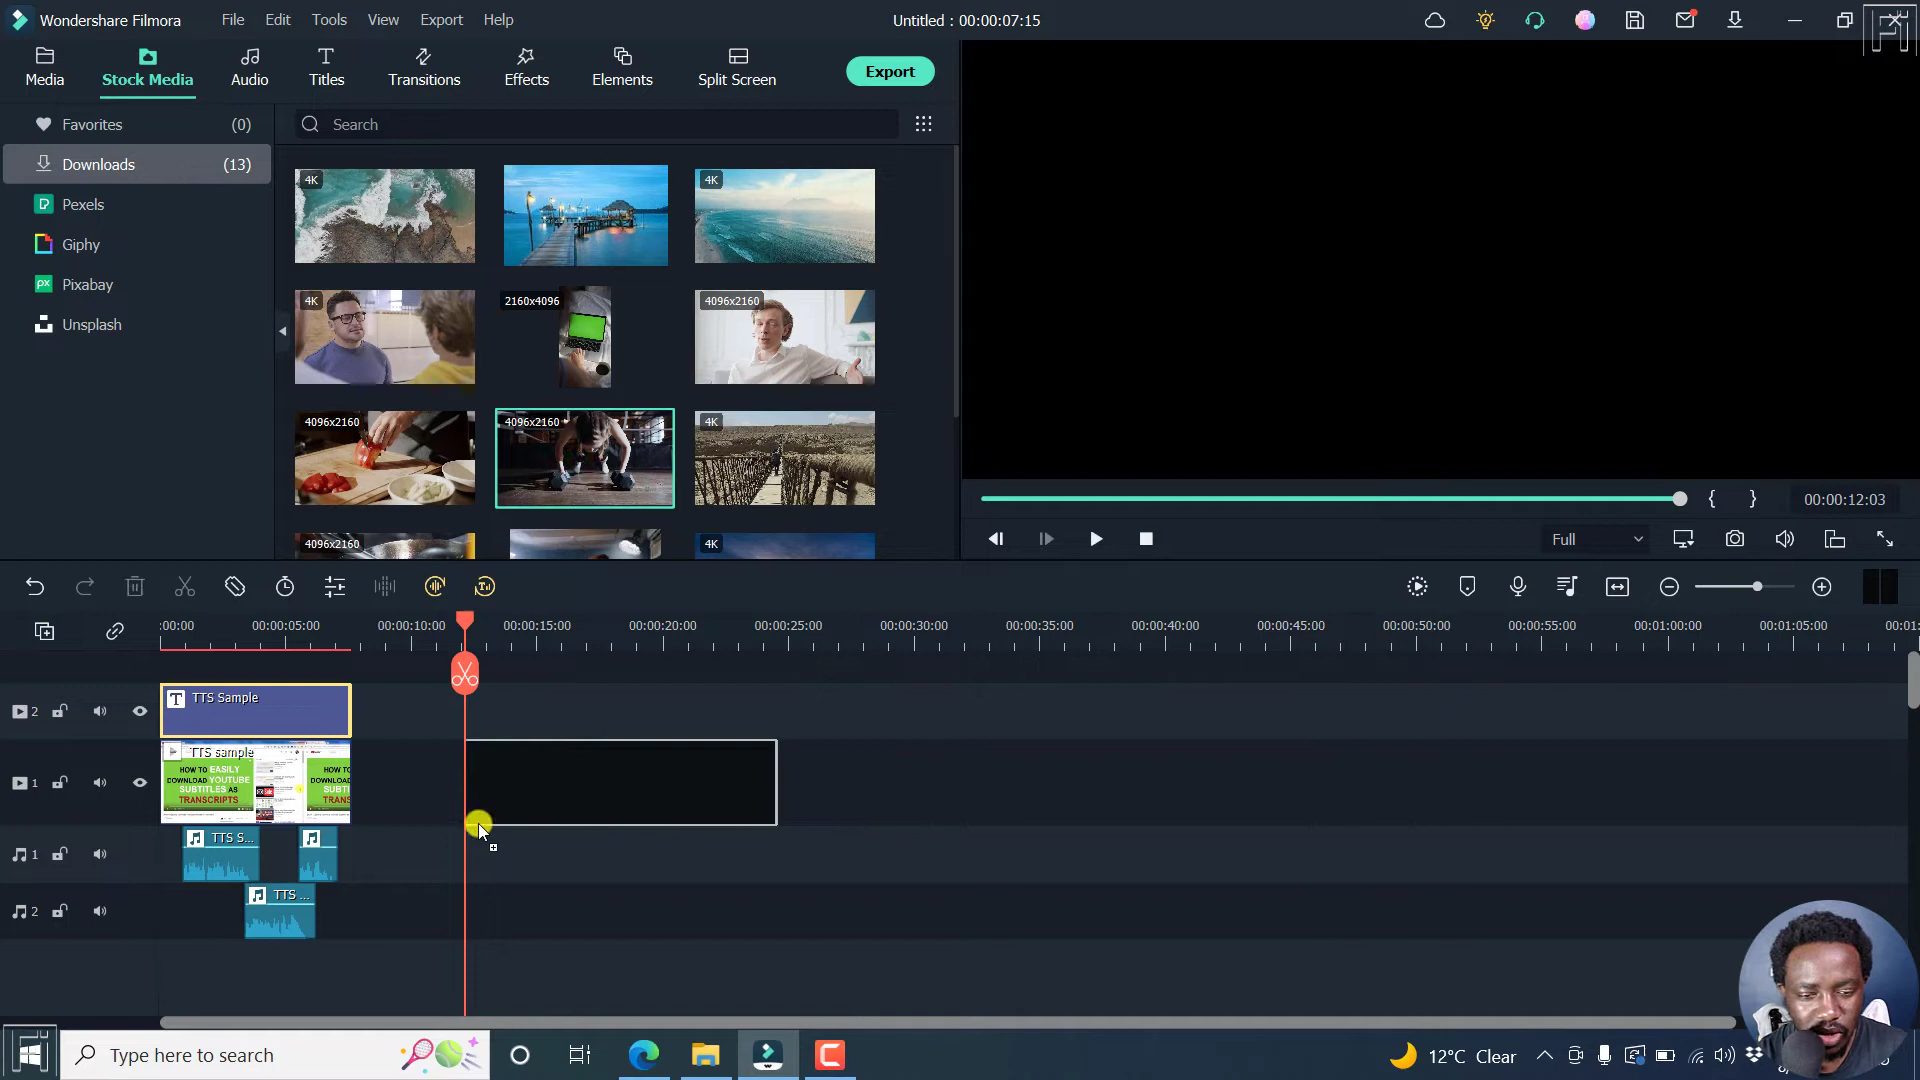 Wondershare Filmora
File
Edit
Tools
View
Export
Help
Untitled : 00:00:07:15
Media
Stock Media
Audio
Titles
Transitions
Effects
Elements
Split Screen
Export
Favorites (0)
Downloads (13)
Pexels
Giphy
Pixabay
Unsplash
Search
4K
4K
4K
2160x4096
4096x2160
4096x2160
4096x2160
4K
4096x2160
4K
00:00:12:03
Full
:00:00
00:00:05:00
00:00:10:00
00:00:15:00
00:00:20:00
00:00:25:00
00:00:30:00
00:00:35:00
00:00:40:00
00:00:45:00
00:00:50:00
00:00:55:00
00:01:00:00
00:01:05:00
00:01:
2
TTS Sample
1
TTS sample
HOW TO EASILY
DOWNLOAD YOUTUBE
SUBTITLES AS
TRANSCRIPTS
1
TTS S...
2
TTS ...
Type here to search
12°C Clear